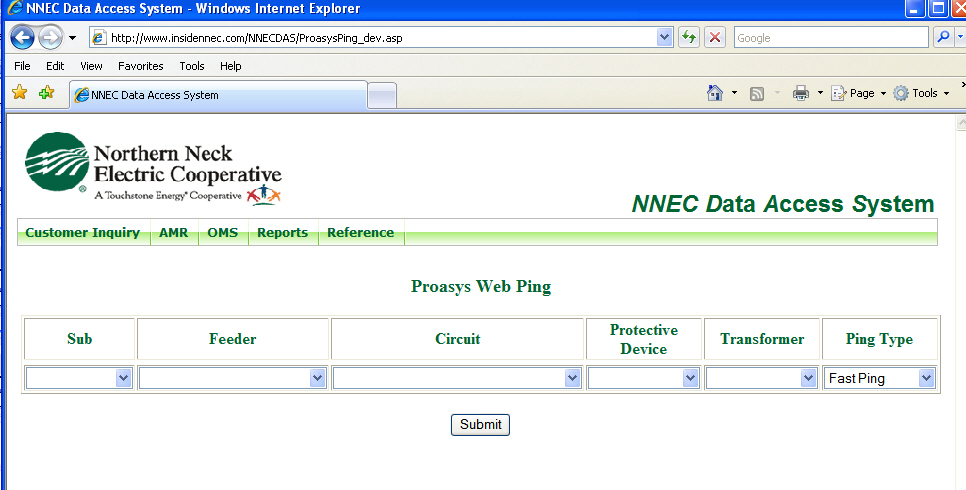 NNEC Data Access System - Windows Internet Explorer
http://www.insidennec.com/NNECDAS/ProasysPing_dev.asp
Google
File Edit View Favorites Tools Help
NNEC Data Access System
Page Tools
Northern Neck
Electric Cooperative
A Touchstone Energy® Cooperative
NNEC Data Access System
Customer Inquiry AMR OMS Reports Reference
Proasys Web Ping
Sub Feeder Circuit Protective Device Transformer Ping Type
Fast Ping
Submit